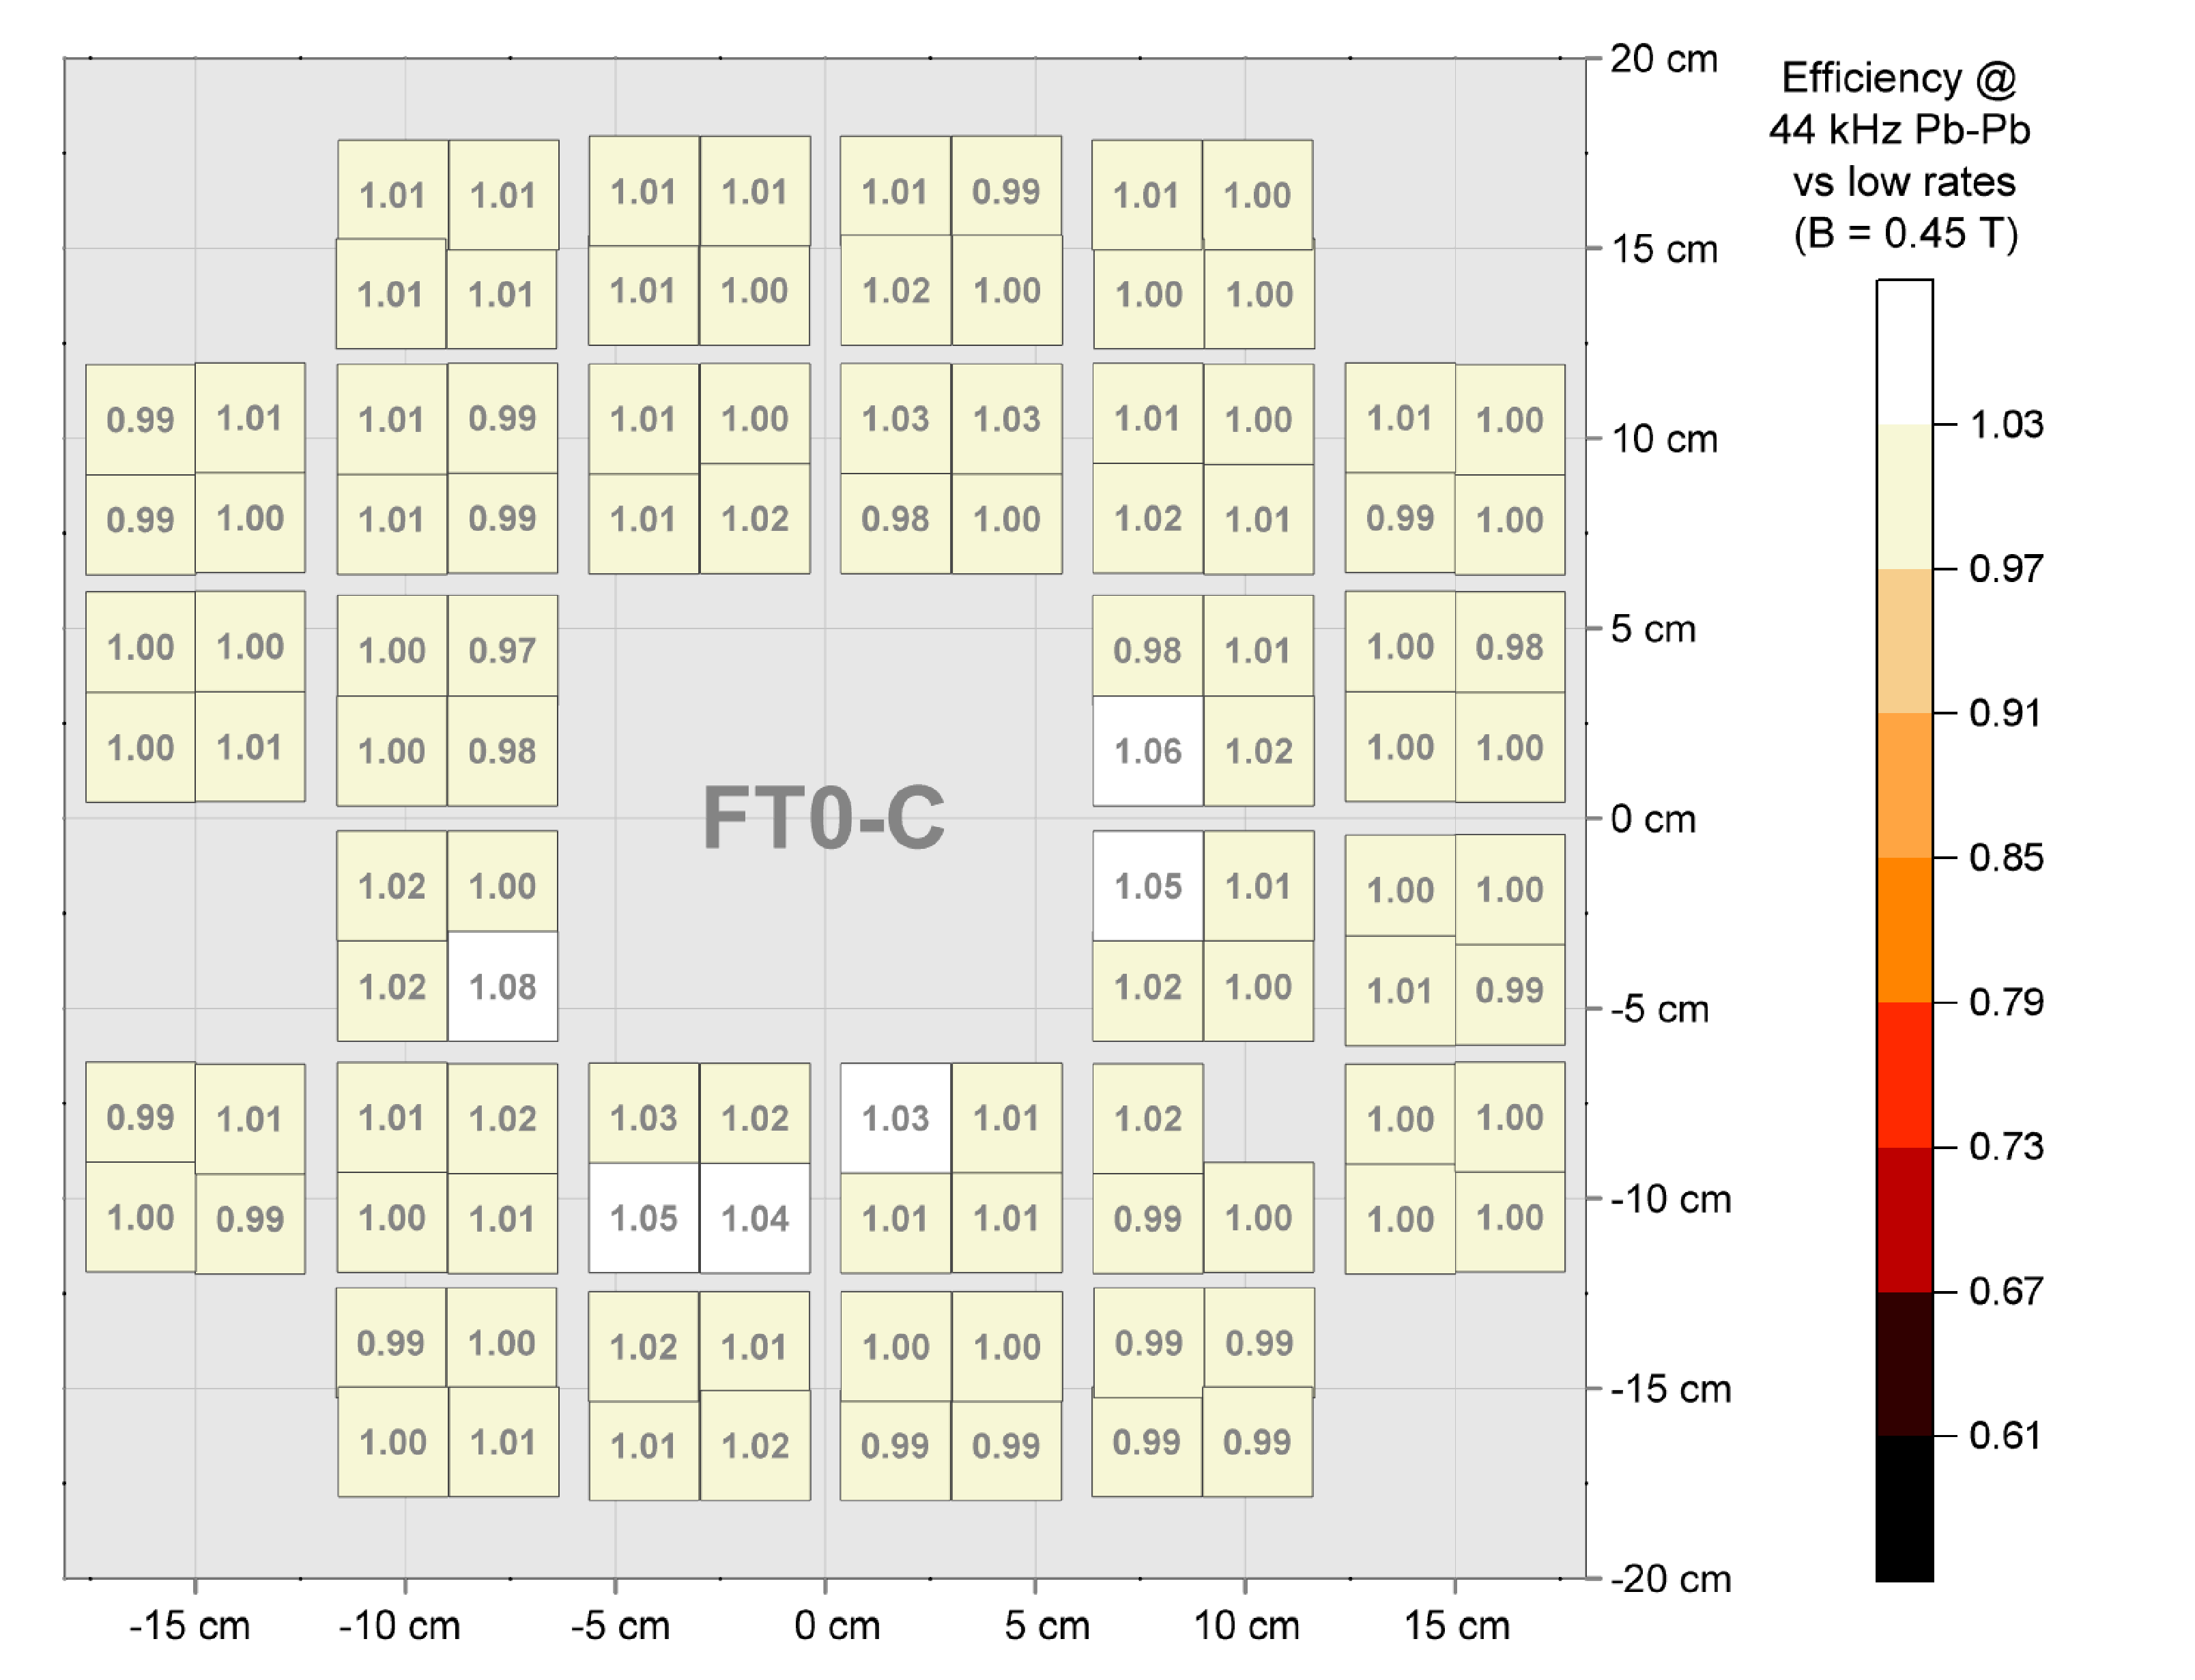 20 cm
Efficiency @
44 kHz Pb-Pb
vs low rates
(B = 0.45 T)
1.01 1.01 1.01 1.01 1.01 0.99 1.01 1.00
15 cm
1.01 1.01 1.01 1.00 1.02 1.00 1.00 1.00
0.99 1.01 1.01 0.99 1.01 1.00 1.03 1.03 1.01 1.00 1.01 1.00
10 cm
1.03
0.99 1.00 1.01 0.99 1.01 1.02 0.98 1.00 1.02 1.01 0.99 1.00
0.97
1.00 1.00 1.00 0.97 0.98 1.01 1.00 0.98
5 cm
0.91
1.00 1.01 1.00 0.98 1.06 1.02 1.00 1.00
FT0-C
0 cm
0.85
1.02 1.00 1.05 1.01 1.00 1.00
1.02 1.08 1.02 1.00 1.01 0.99
-5 cm
0.79
0.99 1.01 1.01 1.02 1.03 1.02 1.03 1.01 1.02 1.00 1.00
0.73
1.00 0.99 1.00 1.01 1.05 1.04 1.01 1.01 0.99 1.00 1.00 1.00
-10 cm
0.67
0.99 1.00 1.02 1.01 1.00 1.00 0.99 0.99
-15 cm
0.61
1.00 1.01 1.01 1.02 0.99 0.99 0.99 0.99
-20 cm
-15 cm -10 cm -5 cm 0 cm 5 cm 10 cm 15 cm